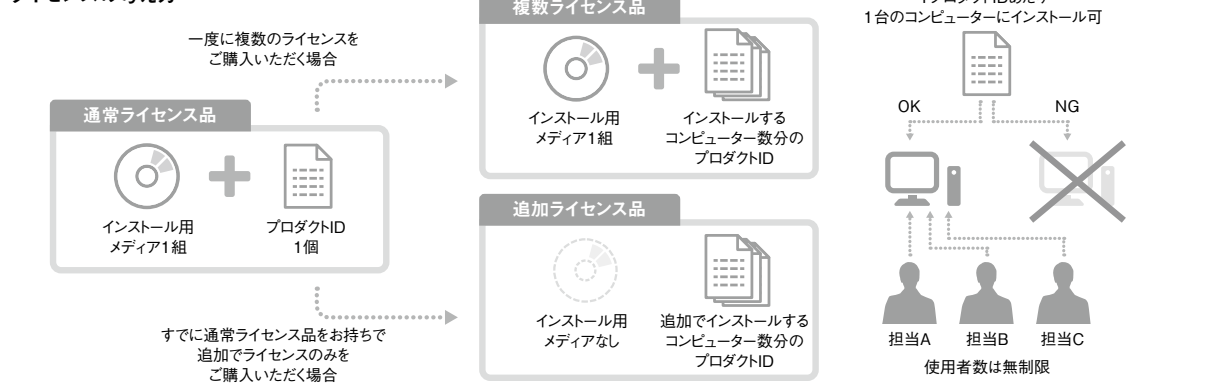 一度に複数のライセンスを
ご購入いただく場合
通常ライセンス品
インストール用
メディア1組
プロダクトID
1個
すでに通常ライセンス品をお持ちで
追加でライセンスのみを
ご購入いただく場合
複数ライセンス品
インストール用
メディア1組
インストールする
コンピューター数分の
プロダクトID
追加ライセンス品
インストール用
メディアなし
追加でインストールする
コンピューター数分の
プロダクトID
1台のコンピューターにインストール可
OK
NG
担当A
担当B
担当C
使用者数は無制限